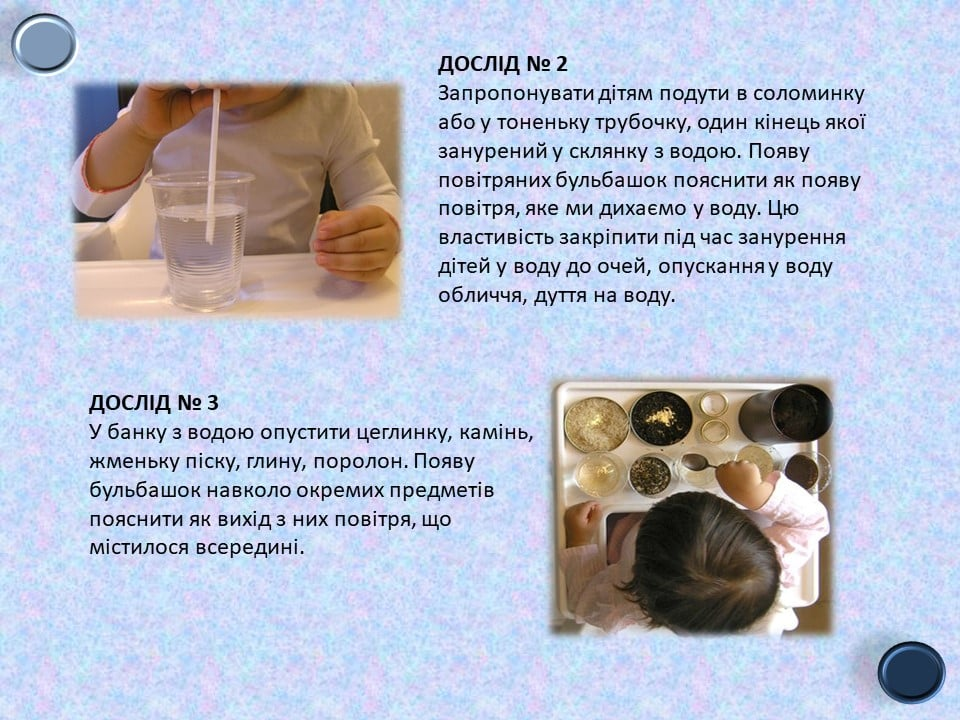 ДОСЛІД № 2
Запропонувати дітям подути в соломинку
або у тоненьку трубочку, один кінець якої
занурений у склянку з водою. Появу
повітряних бульбашок пояснити як появу
повітря, яке ми дихаємо у воду. Цю
властивість закріпити під час занурення
дітей у воду до очей, опускання у воду
обличчя, дуття на воду.
ДОСЛІД № 3
У банку з водою опустити цеглинку, камінь,
жменьку піску, глину, поролон. Появу
бульбашок навколо окремих предметів
пояснити як вихід з них повітря, що
містилося всередині.